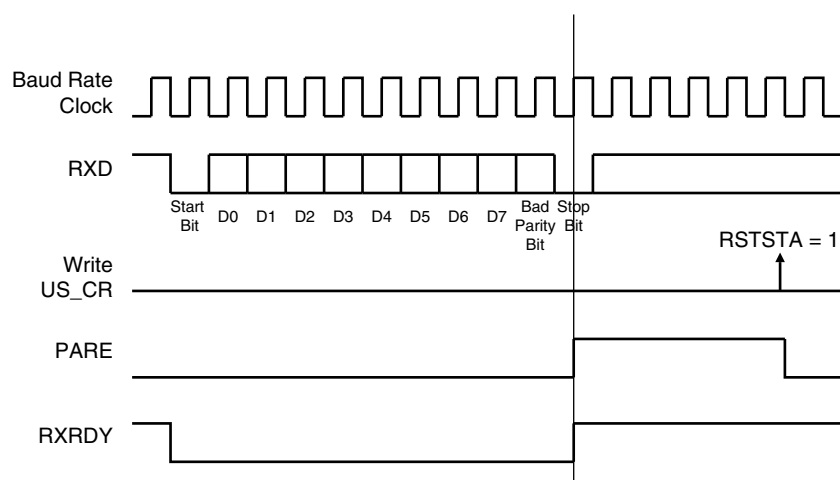 Baud Rate
Clock
RXD
Start
Bit
D0 D1 D2 D3 D4 D5 D6 D7
Bad
Parity
Bit
Stop
Bit
RSTSTA = 1
Write
US_CR
PARE
RXRDY